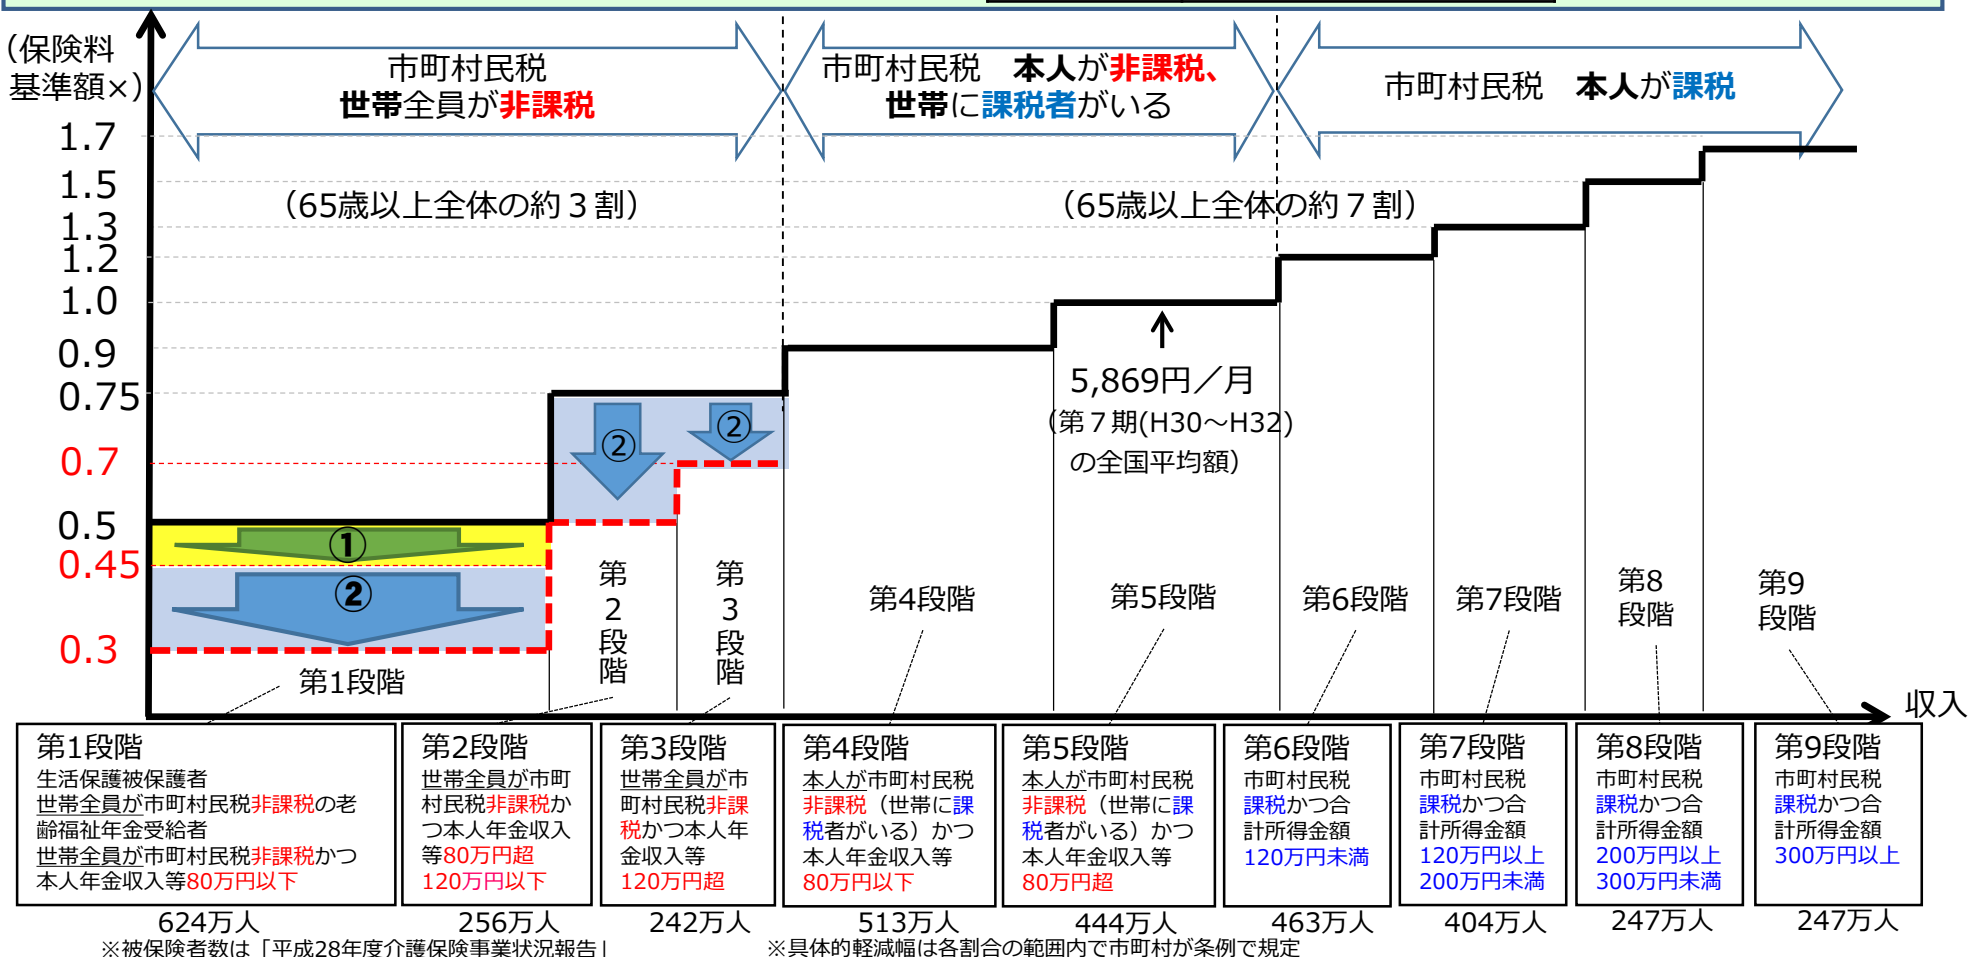 （保険料
基準額×）
市町村民税
世帯全員が非課税
市町村民税　本人が非課税、
世帯に課税者がいる
市町村民税　本人が課税
1.7
1.5
1.3
1.2
1.0
0.9
0.75
0.7
0.5
0.45
0.3
（65歳以上全体の約３割）
（65歳以上全体の約７割）
5,869円／月
（第７期(H30～H32)
の全国平均額）
②
②
①
②
第1段階
第2段階
第3段階
第4段階
第5段階
第6段階
第7段階
第8
段階
第9
段階
収入
第1段階
生活保護被保護者
世帯全員が市町村民税非課税の老
齢福祉年金受給者
世帯全員が市町村民税非課税かつ
本人年金収入等80万円以下
第2段階
世帯全員が市町
村民税非課税か
つ本人年金収入
等80万円超
120万円以下
第3段階
世帯全員が市
町村民税非課
税かつ本人年
金収入等
120万円超
第4段階
本人が市町村民税
非課税（世帯に課
税者がいる）かつ
本人年金収入等
80万円以下
第5段階
本人が市町村民税
非課税（世帯に課
税者がいる）かつ
本人年金収入等
80万円超
第6段階
市町村民税
課税かつ合
計所得金額
120万円未満
第7段階
市町村民税
課税かつ合
計所得金額
120万円以上
200万円未満
第8段階
市町村民税
課税かつ合
計所得金額
200万円以上
300万円未満
第9段階
市町村民税
課税かつ合
計所得金額
300万円以上
624万人
256万人
242万人
513万人
444万人
463万人
404万人
247万人
247万人
※被保険者数は「平成28年度介護保険事業状況報告」
※具体的軽減幅は各割合の範囲内で市町村が条例で規定